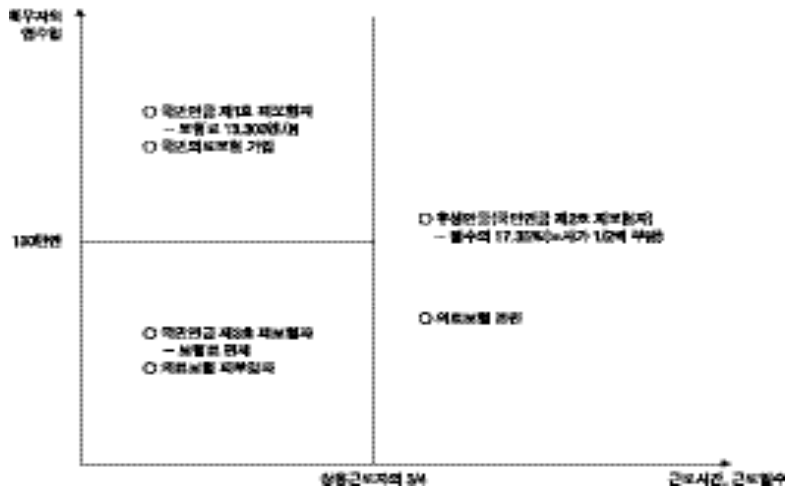 배우자의
연수입
○ 국민연금 제1호 피보험자
— 보험료 13,300엔/월
○ 국민의료보험 가입
130만엔
○ 후생연금(국민연금 제2호 피보험자)
— 월수의 17.35%(노사가 1/2씩 부담)
○ 의료보험 본인
○ 국민연금 제3호 피보험자
— 보험료 면제
○ 의료보험 피부양자
상용근로자의 3/4
근로시간, 근로일수